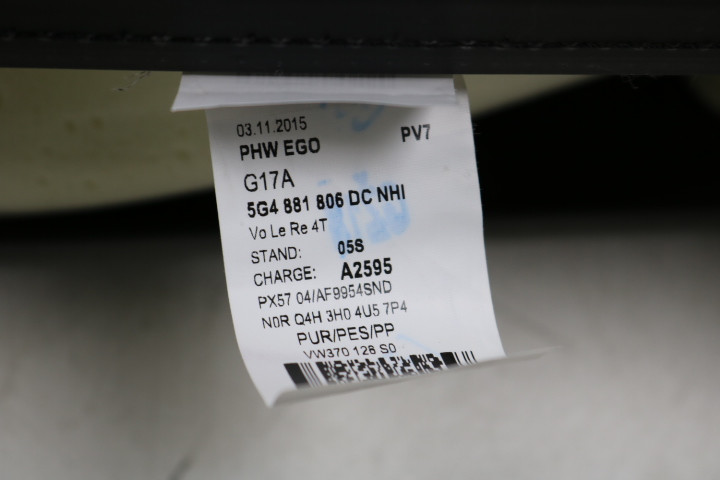 03.11.2015
PHW EGO PV7
G17A
5G4 881 806 DC NHI
Vo Le Re 4T
STAND: 05S
CHARGE: A2595
PX57 04/AF9954SND
N0R Q4H 3H0 4U5 7P4
PUR/PES/PP
VW370 126 S0